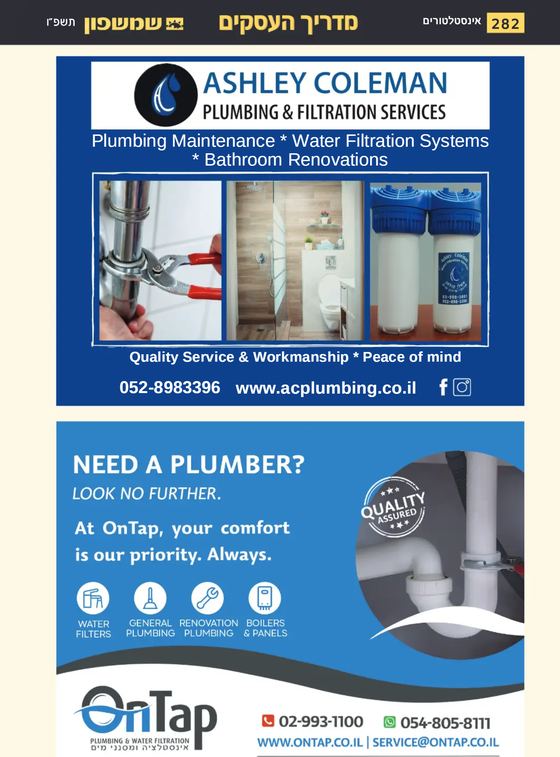 282
אינסטלטורים
מדריך העסקים
שמשפון
תשפ״ו
ASHLEY COLEMAN
PLUMBING & FILTRATION SERVICES
Plumbing Maintenance * Water Filtration Systems
* Bathroom Renovations
Quality Service & Workmanship * Peace of mind
052-8983396 www.acplumbing.co.il
NEED A PLUMBER?
LOOK NO FURTHER.
At OnTap, your comfort
is our priority. Always.
QUALITY
ASSURED
WATER
FILTERS
GENERAL
PLUMBING
RENOVATION
PLUMBING
BOILERS
& PANELS
OnTap
PLUMBING & WATER FILTRATION
אינסטלציה ומסנני מים
02-993-1100 054-805-8111
WWW.ONTAP.CO.IL | SERVICE@ONTAP.CO.IL